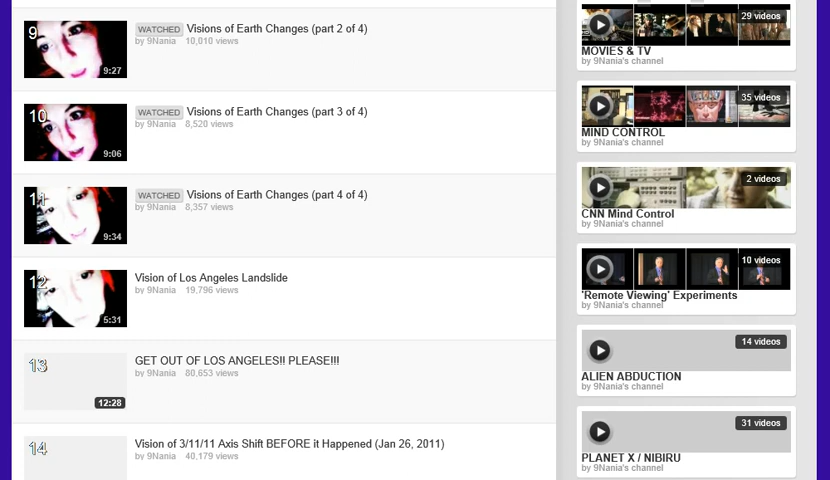 9
9:27
WATCHED Visions of Earth Changes (part 2 of 4)
by 9Nania 10,010 views
10
9:06
WATCHED Visions of Earth Changes (part 3 of 4)
by 9Nania 8,520 views
11
9:34
WATCHED Visions of Earth Changes (part 4 of 4)
by 9Nania 8,357 views
12
5:31
Vision of Los Angeles Landslide
by 9Nania 19,796 views
13
12:28
GET OUT OF LOS ANGELES!! PLEASE!!!
by 9Nania 80,653 views
14
Vision of 3/11/11 Axis Shift BEFORE it Happened (Jan 26, 2011)
by 9Nania 40,179 views
29 videos
MOVIES & TV
by 9Nania's channel
35 videos
MIND CONTROL
by 9Nania's channel
2 videos
CNN Mind Control
by 9Nania's channel
10 videos
'Remote Viewing' Experiments
by 9Nania's channel
14 videos
ALIEN ABDUCTION
by 9Nania's channel
31 videos
PLANET X / NIBIRU
by 9Nania's channel